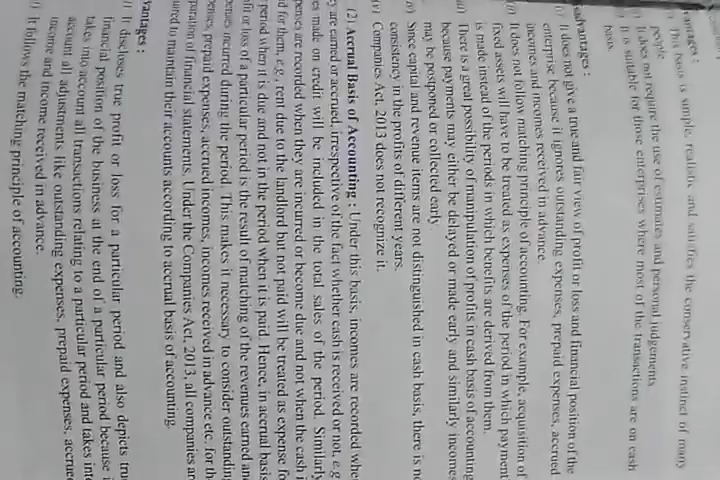 vantages :
This basis is simple, realistic and satisfies the conservative instinct of many
people
It does not require the use of estimates and personal judgements
It is suitable for those enterprises where most of the transactions are on cash
basis.
sadvantages :
It does not give a true and fair view of profit or loss and financial position of the
enterprise because it ignores outstanding expenses, prepaid expenses, accrued
incomes and incomes received in advance.
It does not follow matching principle of accounting. For example, acquisition of
fixed assets will have to be treated as expenses of the period in which payment
is made instead of the periods in which benefits are derived from them.
There is a great possibility of manipulation of profits in cash basis of accounting
because payments may either be delayed or made early and similarly incomes
may be postponed or collected early.
Since capital and revenue items are not distinguished in cash basis, there is no
consistency in the profits of different years.
Companies Act, 2013 does not recognize it.
(2) Accrual Basis of Accounting : Under this basis, incomes are recorded whe
ey are earned or accrued, irrespective of the fact whether cash is received or not, e.g
es made on credit will be included in the total sales of the period. Similarly
penses are recorded when they are incurred or become due and not when the cash i
id for them, e.g., rent due to the landlord but not paid will be treated as expense fo
period when it is due and not in the period when it is paid. Hence, in accrual basis
ofit or loss of a particular period is the result of matching of the revenues earned an
penses incurred during the period. This makes it necessary to consider outstanding
penses, prepaid expenses, accrued incomes, incomes received in advance etc. for th
paration of financial statements. Under the Companies Act, 2013, all companies ar
uired to maintain their accounts according to accrual basis of accounting.
vantages :
It discloses true profit or loss for a particular period and also depicts tru
financial position of the business at the end of a particular period because i
takes into account all transactions relating to a particular period and takes into
account all adjustments like outstanding expenses, prepaid expenses, accrue
income and income received in advance.
It follows the matching principle of accounting.